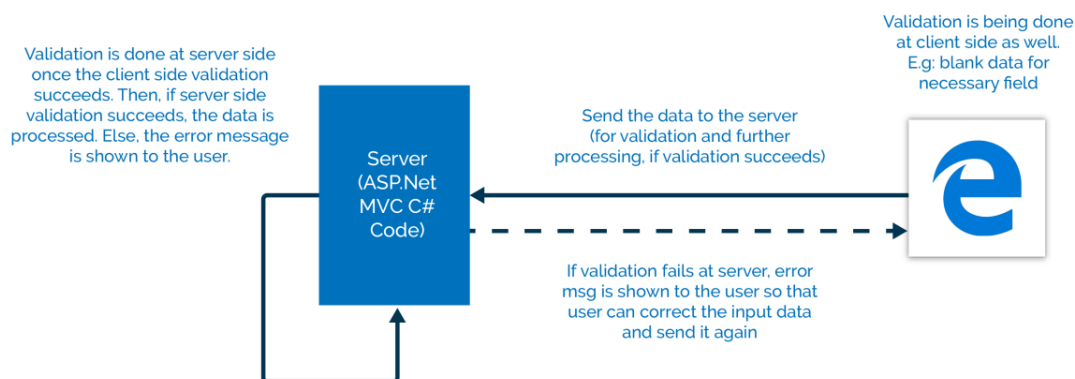 Validation is done at server side
once the client side validation
succeeds. Then, if server side
validation succeeds, the data is
processed. Else, the error message
is shown to the user.
Server
(ASP.Net
MVC C#
Code)
Send the data to the server
(for validation and further
processing, if validation succeeds)
If validation fails at server, error
msg is shown to the user so that
user can correct the input data
and send it again
Validation is being done
at client side as well.
E.g: blank data for
necessary field